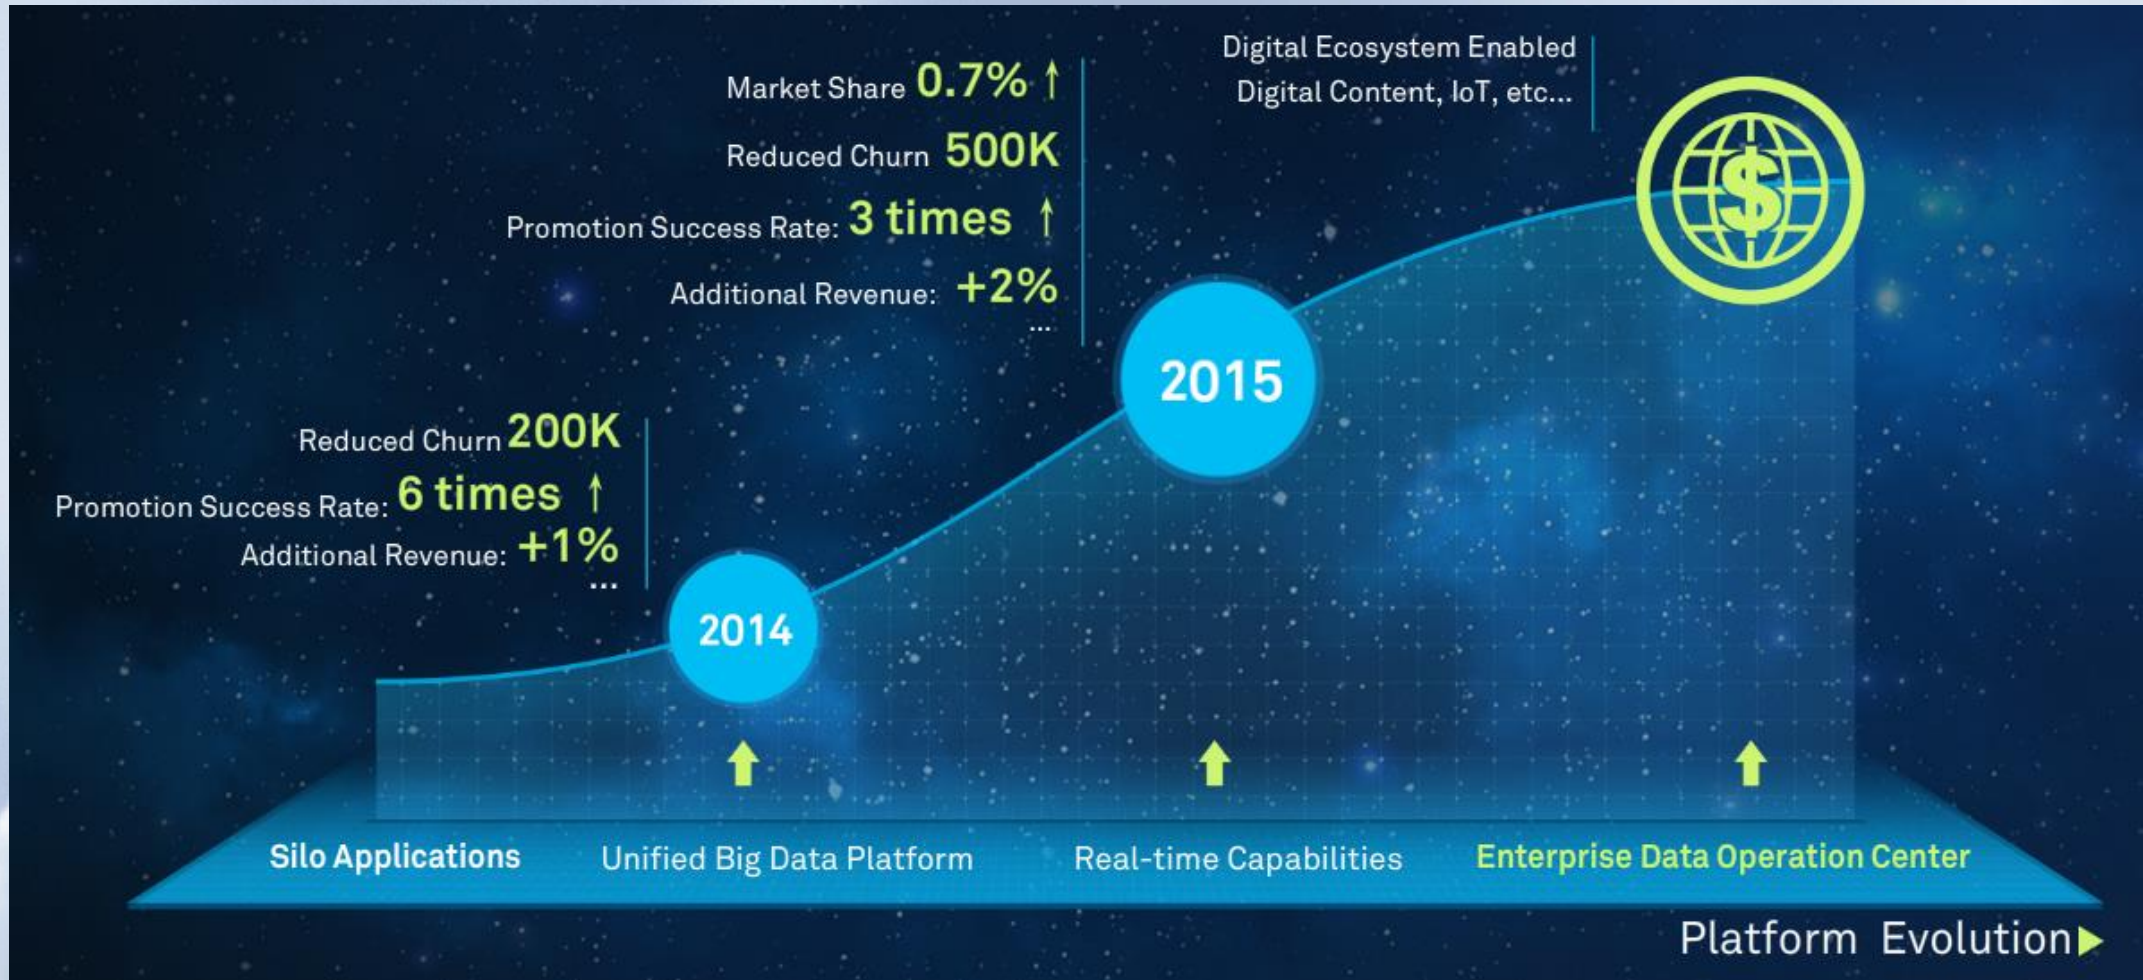 Digital Ecosystem Enabled
Digital Content, IoT, etc...
Market Share 0.7% ↑
Reduced Churn 500K
Promotion Success Rate: 3 times ↑
Additional Revenue: +2%
...
2015
Reduced Churn 200K
Promotion Success Rate: 6 times ↑
Additional Revenue: +1%
...
2014
$
Silo Applications
Unified Big Data Platform
Real-time Capabilities
Enterprise Data Operation Center
Platform Evolution